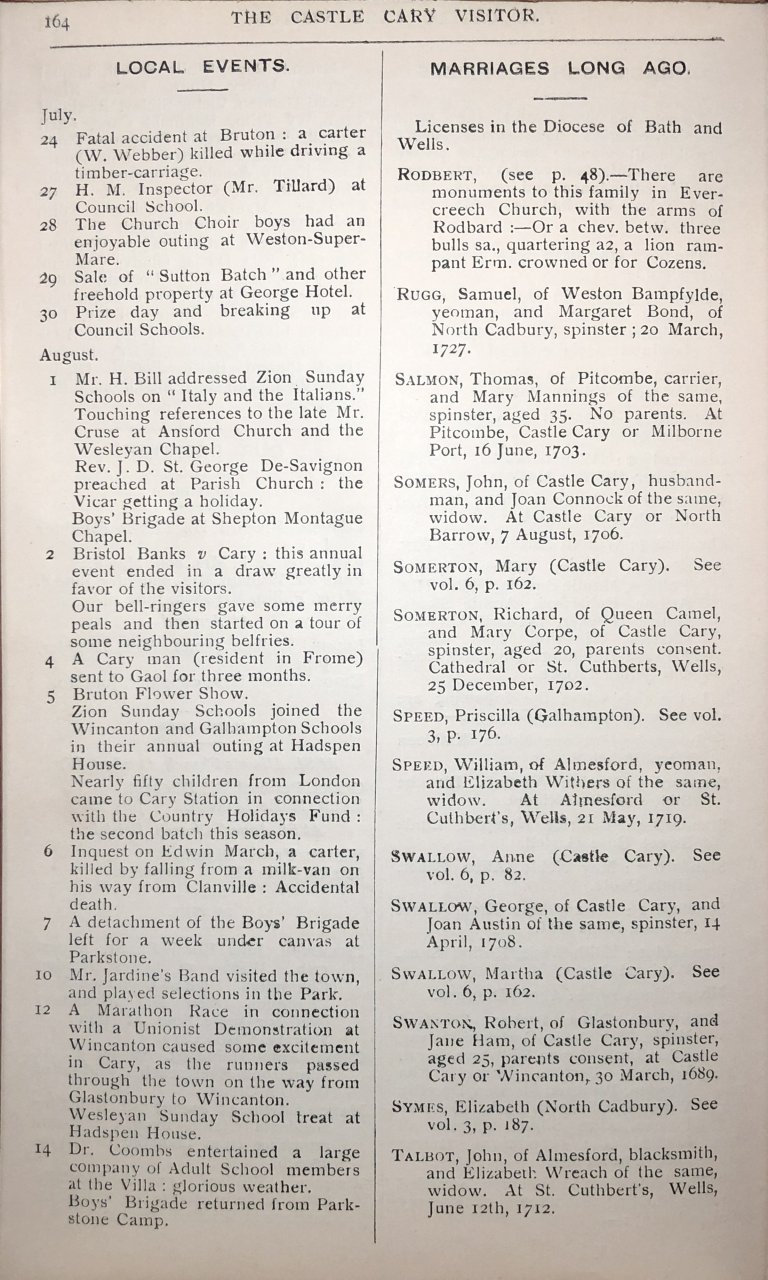 164
THE CASTLE CARY VISITOR.
LOCAL EVENTS.
July.
24 Fatal accident at Bruton : a carter
(W. Webber) killed while driving a
timber-carriage.
27 H. M. Inspector (Mr. Tillard) at
Council School.
28 The Church Choir boys had an
enjoyable outing at Weston-Super-
Mare.
29 Sale of “ Sutton Batch ” and other
freehold property at George Hotel.
30 Prize day and breaking up at
Council Schools.
August.
1 Mr. H. Bill addressed Zion Sunday
Schools on “ Italy and the Italians.”
Touching references to the late Mr.
Cruse at Ansford Church and the
Wesleyan Chapel.
Rev. J. D. St. George De-Savignon
preached at Parish Church : the
Vicar getting a holiday.
Boys’ Brigade at Shepton Montague
Chapel.
2 Bristol Banks v Cary : this annual
event ended in a draw greatly in
favor of the visitors.
Our bell-ringers gave some merry
peals and then started on a tour of
some neighbouring belfries.
4 A Cary man (resident in Frome)
sent to Gaol for three months.
5 Bruton Flower Show.
Zion Sunday Schools joined the
Wincanton and Galhampton Schools
in their annual outing at Hadspen
House.
Nearly fifty children from London
came to Cary Station in connection
with the Country Holidays Fund :
the second batch this season.
6 Inquest on Edwin March, a carter,
killed by falling from a milk-van on
his way from Clanville : Accidental
death.
7 A detachment of the Boys’ Brigade
left for a week under canvas at
Parkstone.
10 Mr. Jardine’s Band visited the town,
and played selections in the Park.
12 A Marathon Race in connection
with a Unionist Demonstration at
Wincanton caused some excitement
in Cary, as the runners passed
through the town on the way from
Glastonbury to Wincanton.
Wesleyan Sunday School treat at
Hadspen House.
14 Dr. Coombs entertained a large
company of Adult School members
at the Villa : glorious weather.
Boys’ Brigade returned from Park-
stone Camp.
MARRIAGES LONG AGO.
Licenses in the Diocese of Bath and
Wells.
RODBERT, (see p. 48).—There are
monuments to this family in Ever-
creech Church, with the arms of
Rodbard :—Or a chev. betw. three
bulls sa., quartering a2, a lion ram-
pant Erm. crowned or for Cozens.
RUGG, Samuel, of Weston Bampfylde,
yeoman, and Margaret Bond, of
North Cadbury, spinster ; 20 March,
1727.
SALMON, Thomas, of Pitcombe, carrier,
and Mary Mannings of the same,
spinster, aged 35. No parents. At
Pitcombe, Castle Cary or Milborne
Port, 16 June, 1703.
SOMERS, John, of Castle Cary, husband-
man, and Joan Connock of the same,
widow. At Castle Cary or North
Barrow, 7 August, 1706.
SOMERTON, Mary (Castle Cary). See
vol. 6, p. 162.
SOMERTON, Richard, of Queen Camel,
and Mary Corpe, of Castle Cary,
spinster, aged 20, parents consent.
Cathedral or St. Cuthberts, Wells,
25 December, 1702.
SPEED, Priscilla (Galhampton). See vol.
3, p. 176.
SPEED, William, of Almesford, yeoman,
and Elizabeth Withers of the same,
widow. At Almesford or St.
Cuthbert’s, Wells, 21 May, 1719.
SWALLOW, Anne (Castle Cary). See
vol. 6, p. 82.
SWALLOW, George, of Castle Cary, and
Joan Austin of the same, spinster, 14
April, 1708.
SWALLOW, Martha (Castle Cary). See
vol. 6, p. 162.
SWANTON, Robert, of Glastonbury, and
Jane Ham, of Castle Cary, spinster,
aged 25, parents consent, at Castle
Cary or Wincanton, 30 March, 1689.
SYMES, Elizabeth (North Cadbury). See
vol. 3, p. 187.
TALBOT, John, of Almesford, blacksmith,
and Elizabeth Wreach of the same,
widow. At St. Cuthbert’s, Wells,
June 12th, 1712.